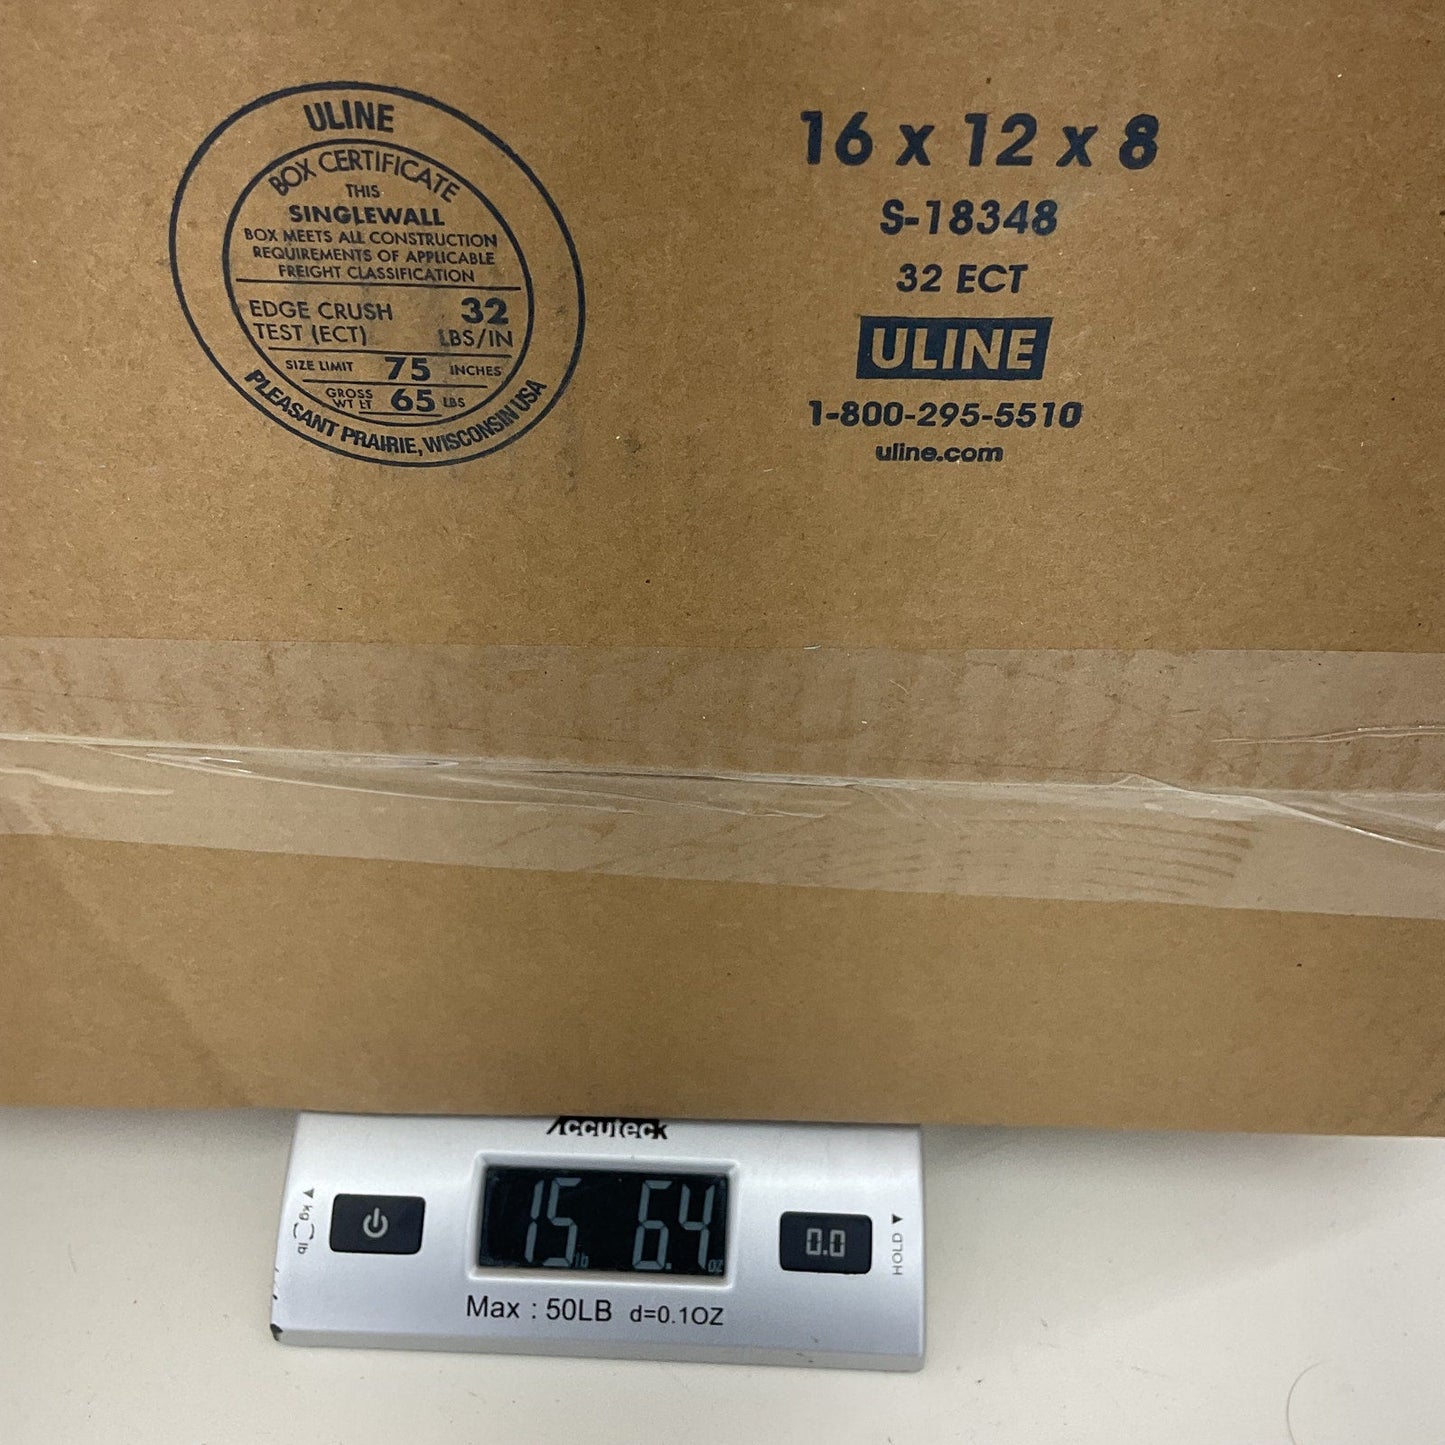 ULINE
BOX CERTIFICATE
THIS
SINGLEWALL
BOX MEETS ALL CONSTRUCTION
REQUIREMENTS OF APPLICABLE
FREIGHT CLASSIFICATION
EDGE CRUSH
TEST (ECT)
32
LBS/IN
SIZE LIMIT 75 INCHES
GROSS
WT LT
65 LBS
PLEASANT PRAIRIE, WISCONSIN USA
16 x 12 x 8
S-18348
32 ECT
ULINE
1-800-295-5510
uline.com
Accuteck
kg lb
15 lb 6.4 oz
0.0
HOLD
Max : 50LB d=0.1OZ